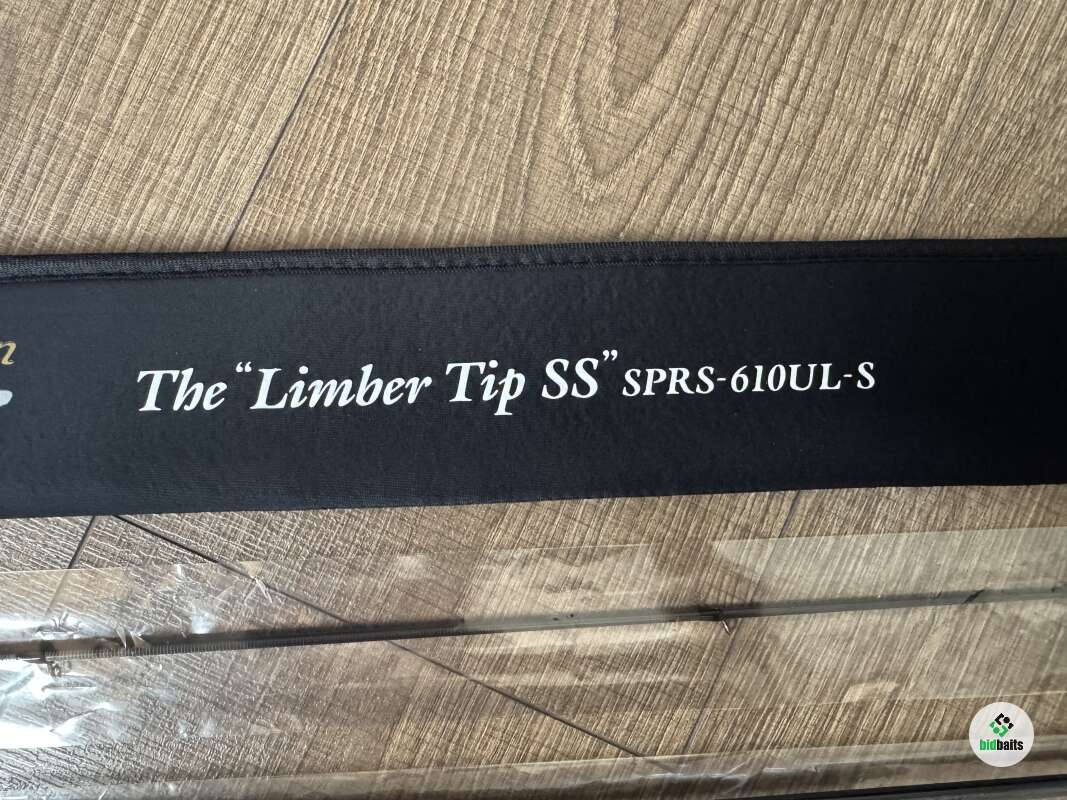 n
The “Limber Tip SS” SPRS-610UL-S
bidbaits